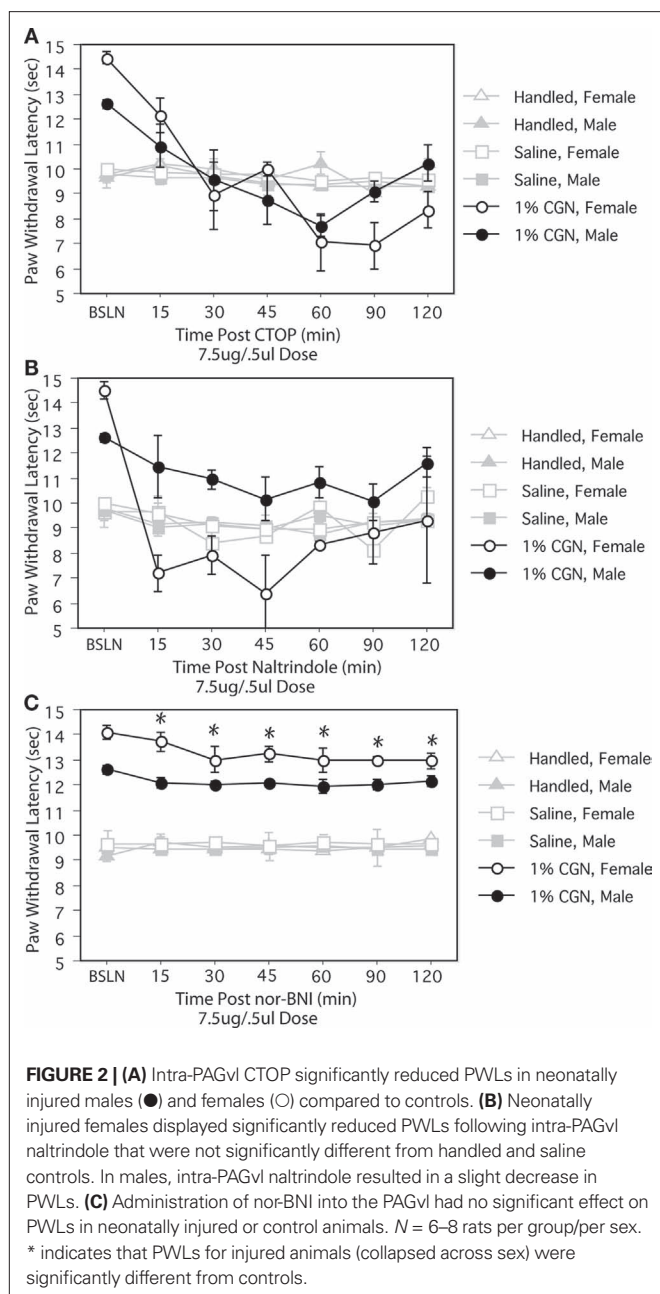 A
15
14
13
12
11
10
9
8
7
6
5
Paw Withdrawal Latency (sec)
BSLN 15 30 45 60 90 120
Time Post CTOP (min)
7.5ug/.5ul Dose
Handled, Female
Handled, Male
Saline, Female
Saline, Male
1% CGN, Female
1% CGN, Male
B
15
14
13
12
11
10
9
8
7
6
5
Paw Withdrawal Latency (sec)
BSLN 15 30 45 60 90 120
Time Post Naltrindole (min)
7.5ug/.5ul Dose
Handled, Female
Handled, Male
Saline, Female
Saline, Male
1% CGN, Female
1% CGN, Male
C
15
14
13
12
11
10
9
8
7
6
5
Paw Withdrawal Latency (sec)
* * * * * *
BSLN 15 30 45 60 90 120
Time Post nor-BNI (min)
7.5ug/.5ul Dose
Handled, Female
Handled, Male
Saline, Female
Saline, Male
1% CGN, Female
1% CGN, Male
FIGURE 2 | (A) Intra-PAGvl CTOP significantly reduced PWLs in neonatally
injured males (●) and females (○) compared to controls. (B) Neonatally
injured females displayed significantly reduced PWLs following intra-PAGvl
naltrindole that were not significantly different from handled and saline
controls. In males, intra-PAGvl naltrindole resulted in a slight decrease in
PWLs. (C) Administration of nor-BNI into the PAGvl had no significant effect on
PWLs in neonatally injured or control animals. N = 6–8 rats per group/per sex.
* indicates that PWLs for injured animals (collapsed across sex) were
significantly different from controls.